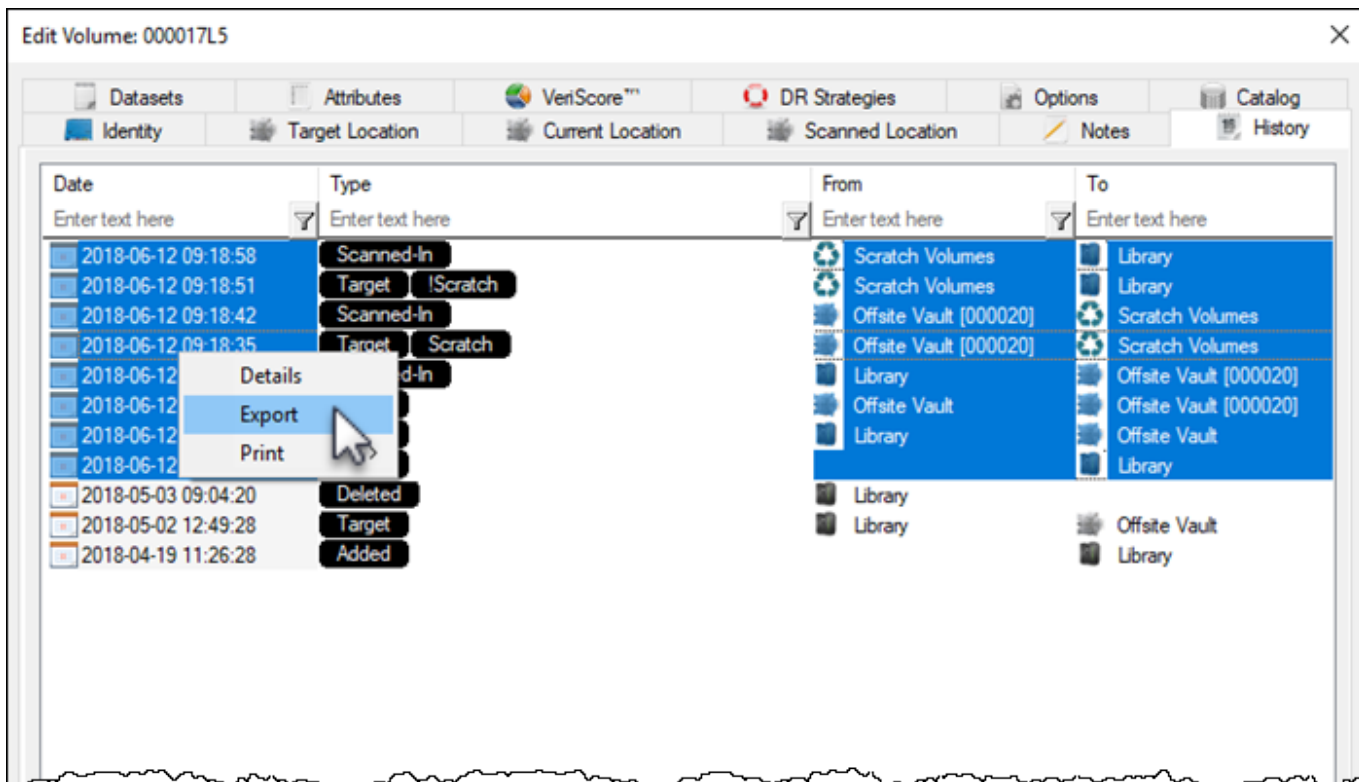 Edit Volume: 000017L5
Datasets Attributes VeriScore™ DR Strategies Options Catalog
Identity Target Location Current Location Scanned Location Notes History
Date Type From To
Enter text here Enter text here Enter text here Enter text here
2018-06-12 09:18:58 Scanned-In Scratch Volumes Library
2018-06-12 09:18:51 Target !Scratch Scratch Volumes Library
2018-06-12 09:18:42 Scanned-In Offsite Vault [000020] Scratch Volumes
2018-06-12 09:18:35 Target Scratch Offsite Vault [000020] Scratch Volumes
2018-06-12 Details d-In Library Offsite Vault [000020]
2018-06-12 Export Offsite Vault Offsite Vault [000020]
2018-06-12 Library Offsite Vault
2018-06-12 Print Library
2018-05-03 09:04:20 Deleted Library
2018-05-02 12:49:28 Target Library Offsite Vault
2018-04-19 11:26:28 Added Library